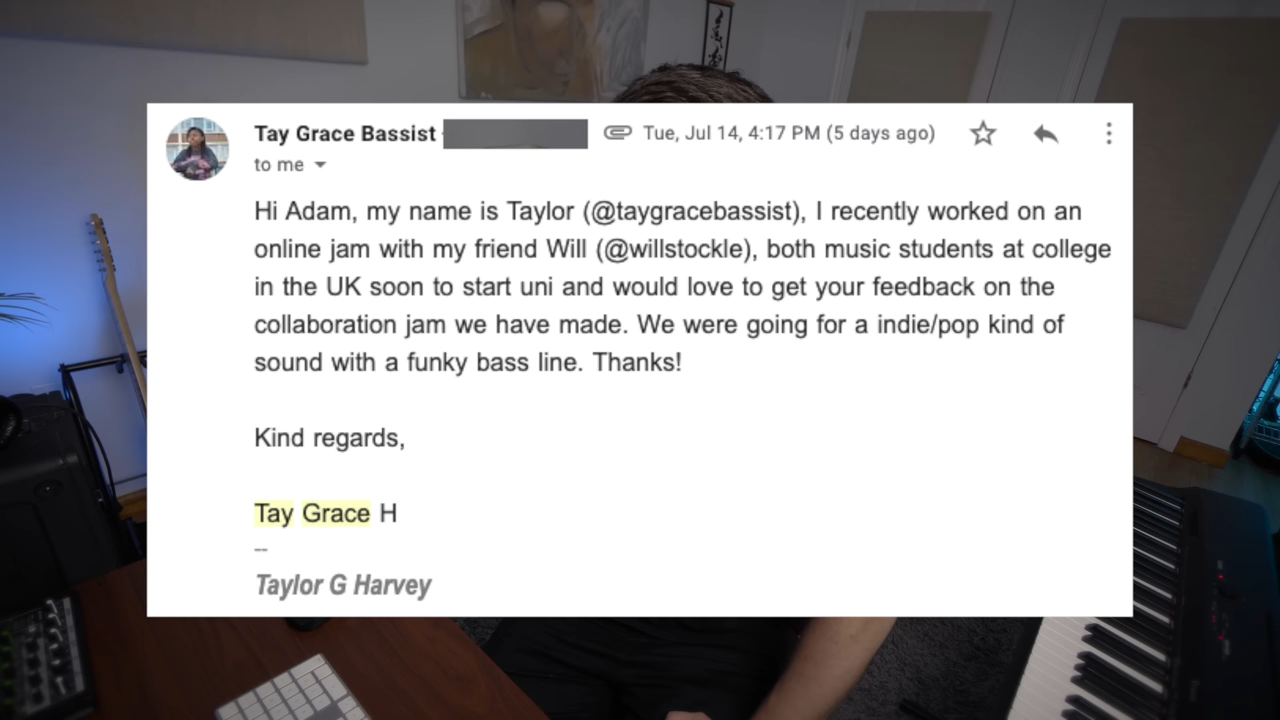 Tay Grace Bassist
Tue, Jul 14, 4:17 PM (5 days ago)
to me
Hi Adam, my name is Taylor (@taygracebassist), I recently worked on an
online jam with my friend Will (@willstockle), both music students at college
in the UK soon to start uni and would love to get your feedback on the
collaboration jam we have made. We were going for a indie/pop kind of
sound with a funky bass line. Thanks!
Kind regards,
Tay Grace H
--
Taylor G Harvey